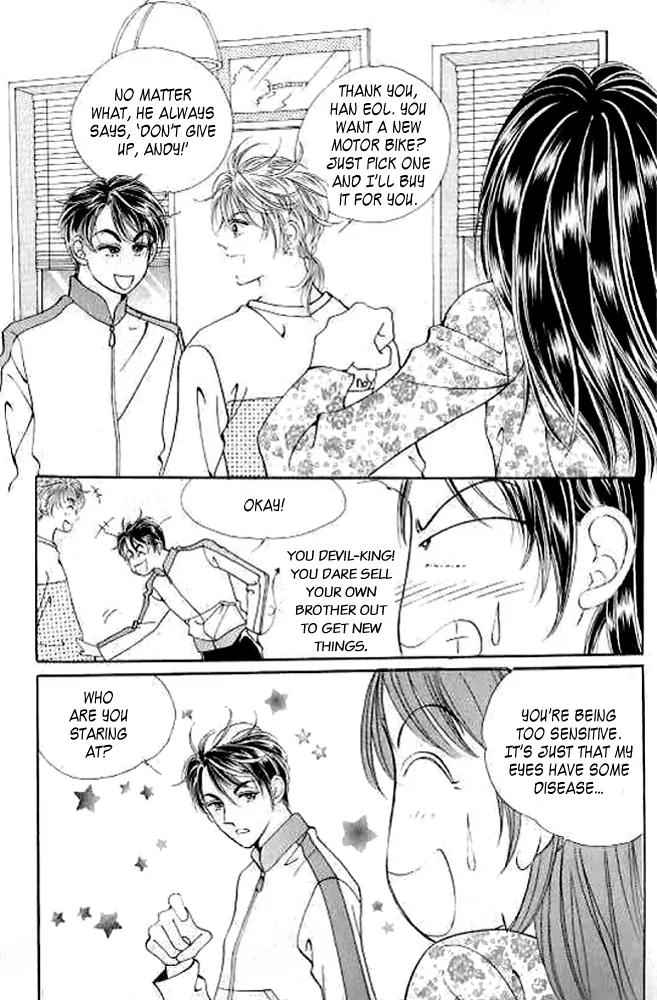 NO MATTER
WHAT, HE ALWAYS
SAYS, 'DON'T GIVE
UP, ANDY!'
THANK YOU,
HAN EOL. YOU
WANT A NEW
MOTOR BIKE?
JUST PICK ONE
AND I'LL BUY
IT FOR YOU.
OKAY!
YOU DEVIL-KING!
YOU DARE SELL
YOUR OWN
BROTHER OUT
TO GET NEW
THINGS.
WHO
ARE YOU
STARING
AT?
YOU'RE BEING
TOO SENSITIVE.
IT'S JUST THAT MY
EYES HAVE SOME
DISEASE...